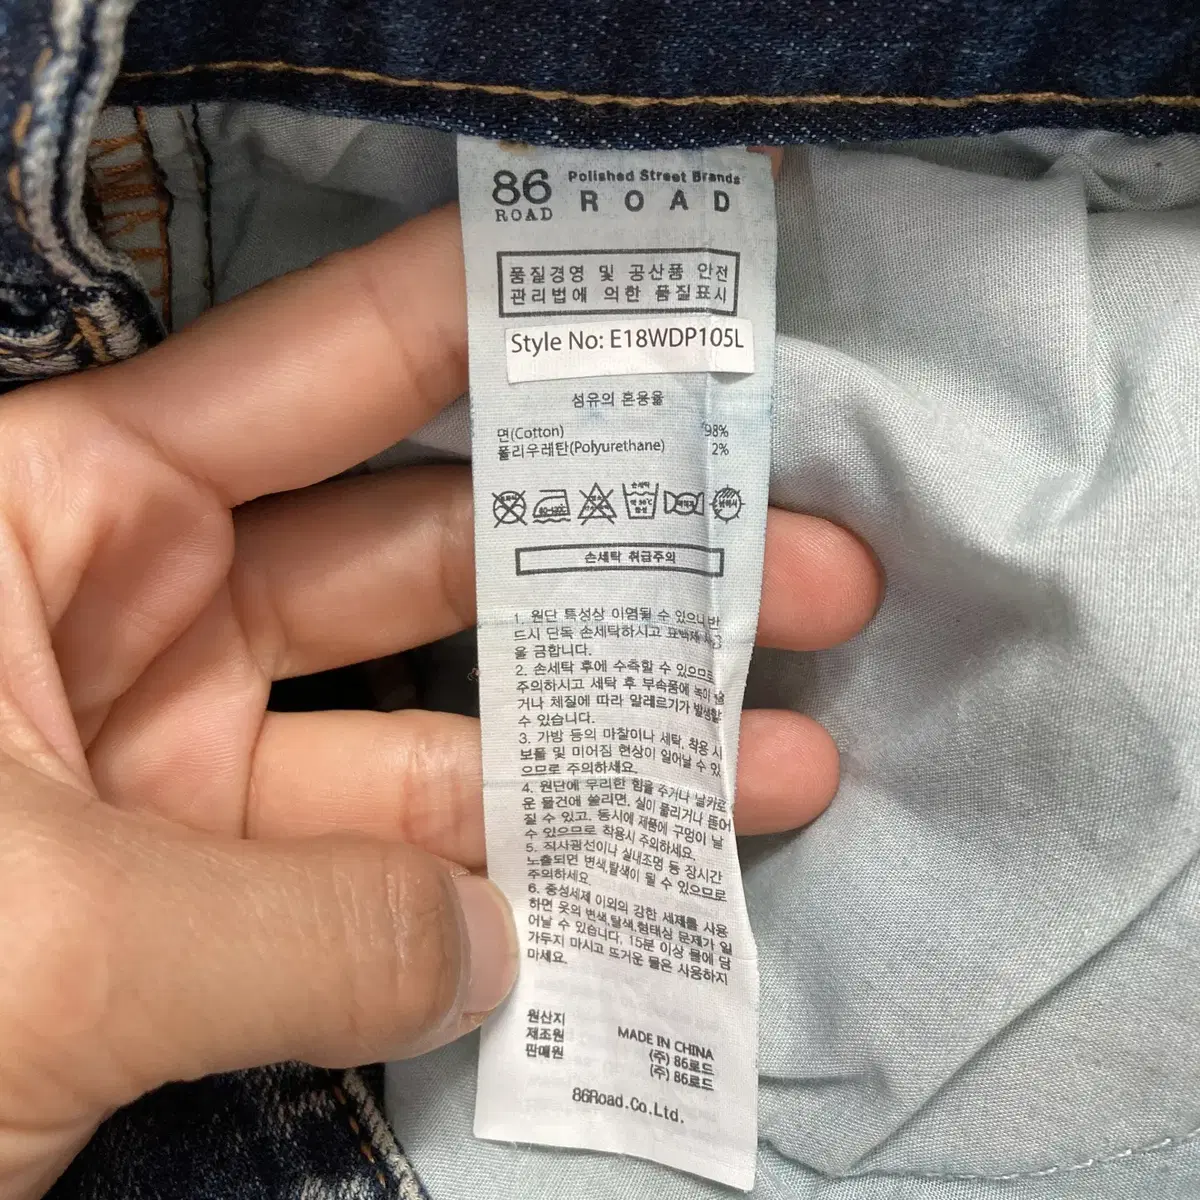 86
ROAD
Polished Street Brands
ROAD
품질경영 및 공산품 안전
관리법에 의한 품질표시
Style No: E18WDP105L
섬유의 혼용율
면(Cotton) 98%
폴리우레탄(Polyurethane) 2%
80~120℃
손세탁
약 30℃
중성
손세탁 취급주의
1. 원단 특성상 이염될 수 있으니 반
드시 단독 손세탁하시고 표백제 사용
을 금합니다.
2. 손세탁 후에 수축할 수 있으므로
주의하시고 세탁 후 부속품에 녹이
거나 체질에 따라 알레르기가 발생할
수 있습니다.
3. 가방 등의 마찰이나 세탁, 착용 시
보풀 및 미어짐 현상이 일어날 수 있
으므로 주의하세요.
4. 원단에 무리한 힘을 주거나 날카로
운 물건에 쓸리면, 실이 풀리거나 뜯어
질 수 있고, 동시에 제품에 구멍이 날
수 있으므로 착용시 주의하세요.
5. 직사광선이나 실내조명 등 장시간
노출되면 변색,탈색이 될 수 있으므로
주의하세요
6. 중성세제 이외의 강한 세제를 사용
하면 옷의 변색,탈색,형태상 문제가 일
어날 수 있습니다. 15분 이상 물에 담
가두지 마시고 뜨거운 물은 사용하지
마세요.
원산지 MADE IN CHINA
제조원 (주) 86로드
판매원 (주) 86로드
86Road.Co.Ltd.